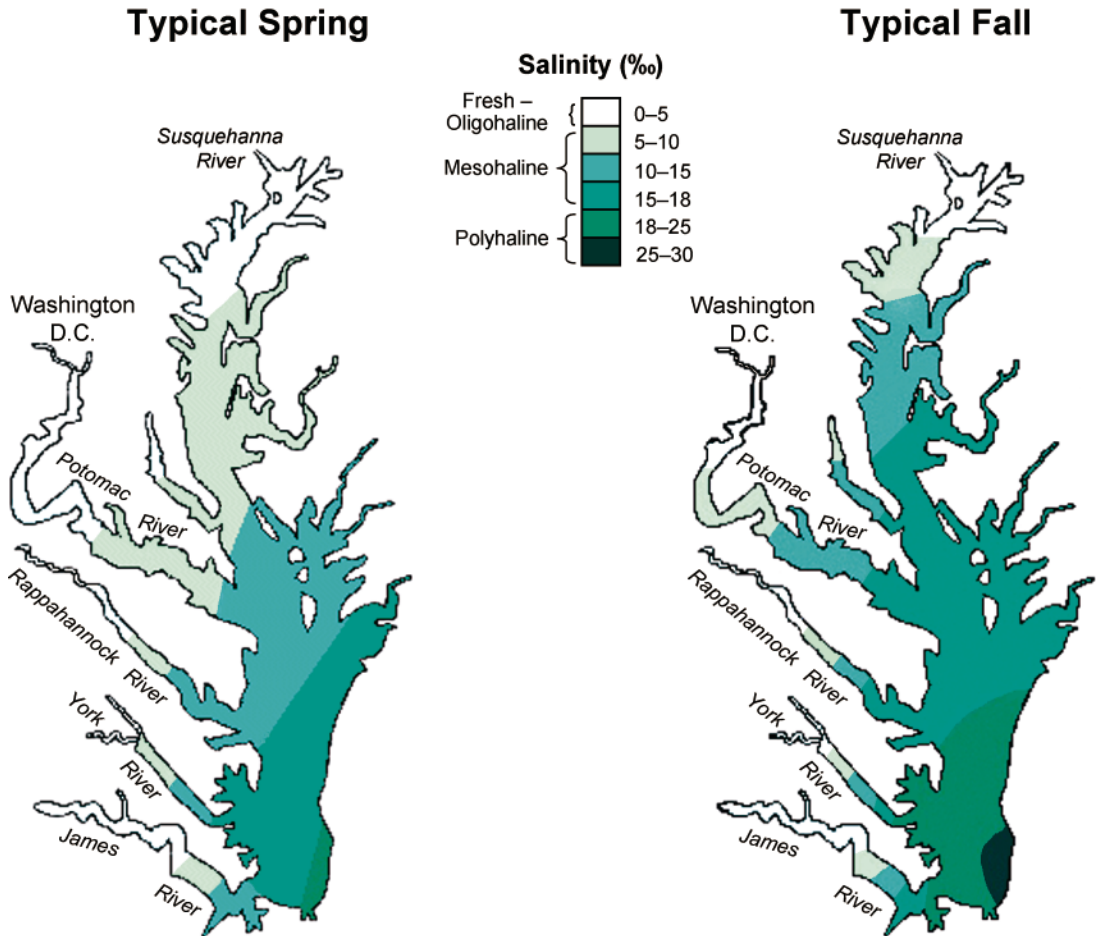 Typical Spring
Typical Fall
Salinity (‰)
Fresh –
Oligohaline
0–5
5–10
Mesohaline
10–15
15–18
18–25
Polyhaline
25–30
Susquehanna
River
Washington
D.C.
Potomac
River
Rappahannock
River
York
River
James
River
Susquehanna
River
Washington
D.C.
Potomac
River
Rappahannock
River
York
River
James
River